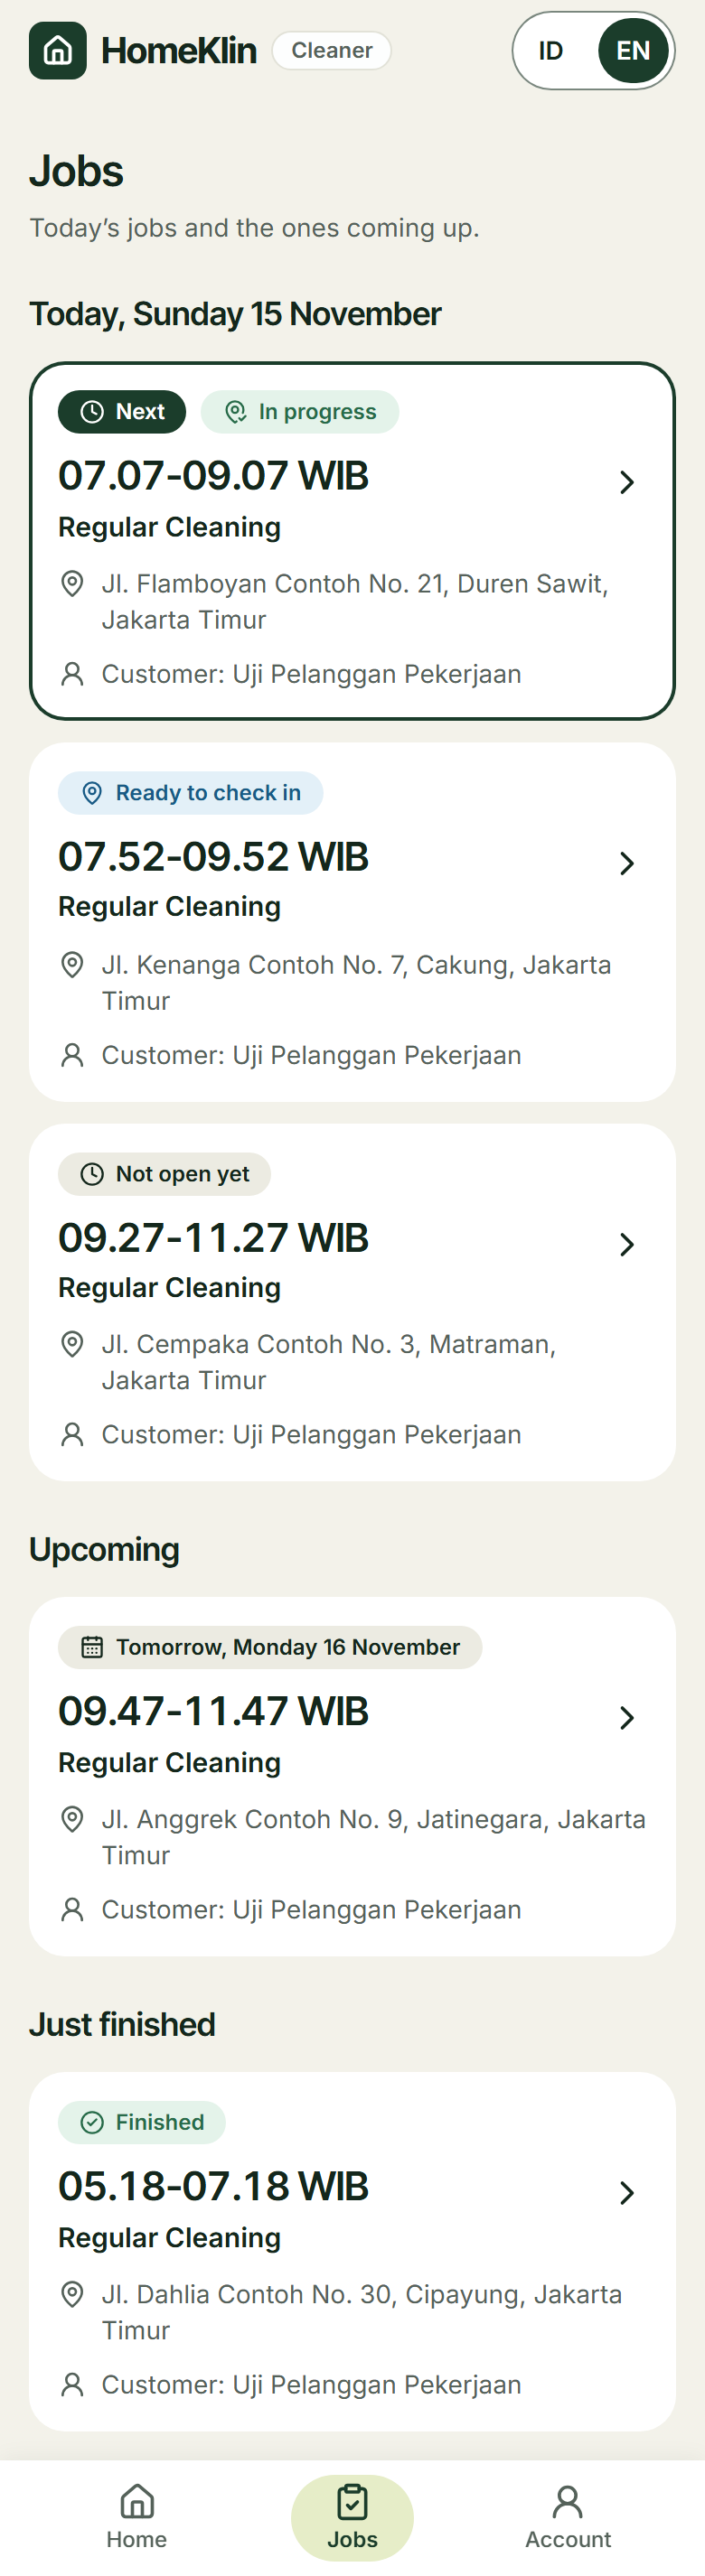 HomeKlin
Cleaner
ID
EN
Jobs
Today’s jobs and the ones coming up.
Today, Sunday 15 November
Next
In progress
07.07-09.07 WIB
Regular Cleaning
Jl. Flamboyan Contoh No. 21, Duren Sawit,
Jakarta Timur
Customer: Uji Pelanggan Pekerjaan
Ready to check in
07.52-09.52 WIB
Regular Cleaning
Jl. Kenanga Contoh No. 7, Cakung, Jakarta
Timur
Customer: Uji Pelanggan Pekerjaan
Not open yet
09.27-11.27 WIB
Regular Cleaning
Jl. Cempaka Contoh No. 3, Matraman,
Jakarta Timur
Customer: Uji Pelanggan Pekerjaan
Upcoming
Tomorrow, Monday 16 November
09.47-11.47 WIB
Regular Cleaning
Jl. Anggrek Contoh No. 9, Jatinegara, Jakarta
Timur
Customer: Uji Pelanggan Pekerjaan
Just finished
Finished
05.18-07.18 WIB
Regular Cleaning
Jl. Dahlia Contoh No. 30, Cipayung, Jakarta
Timur
Customer: Uji Pelanggan Pekerjaan
Home
Jobs
Account